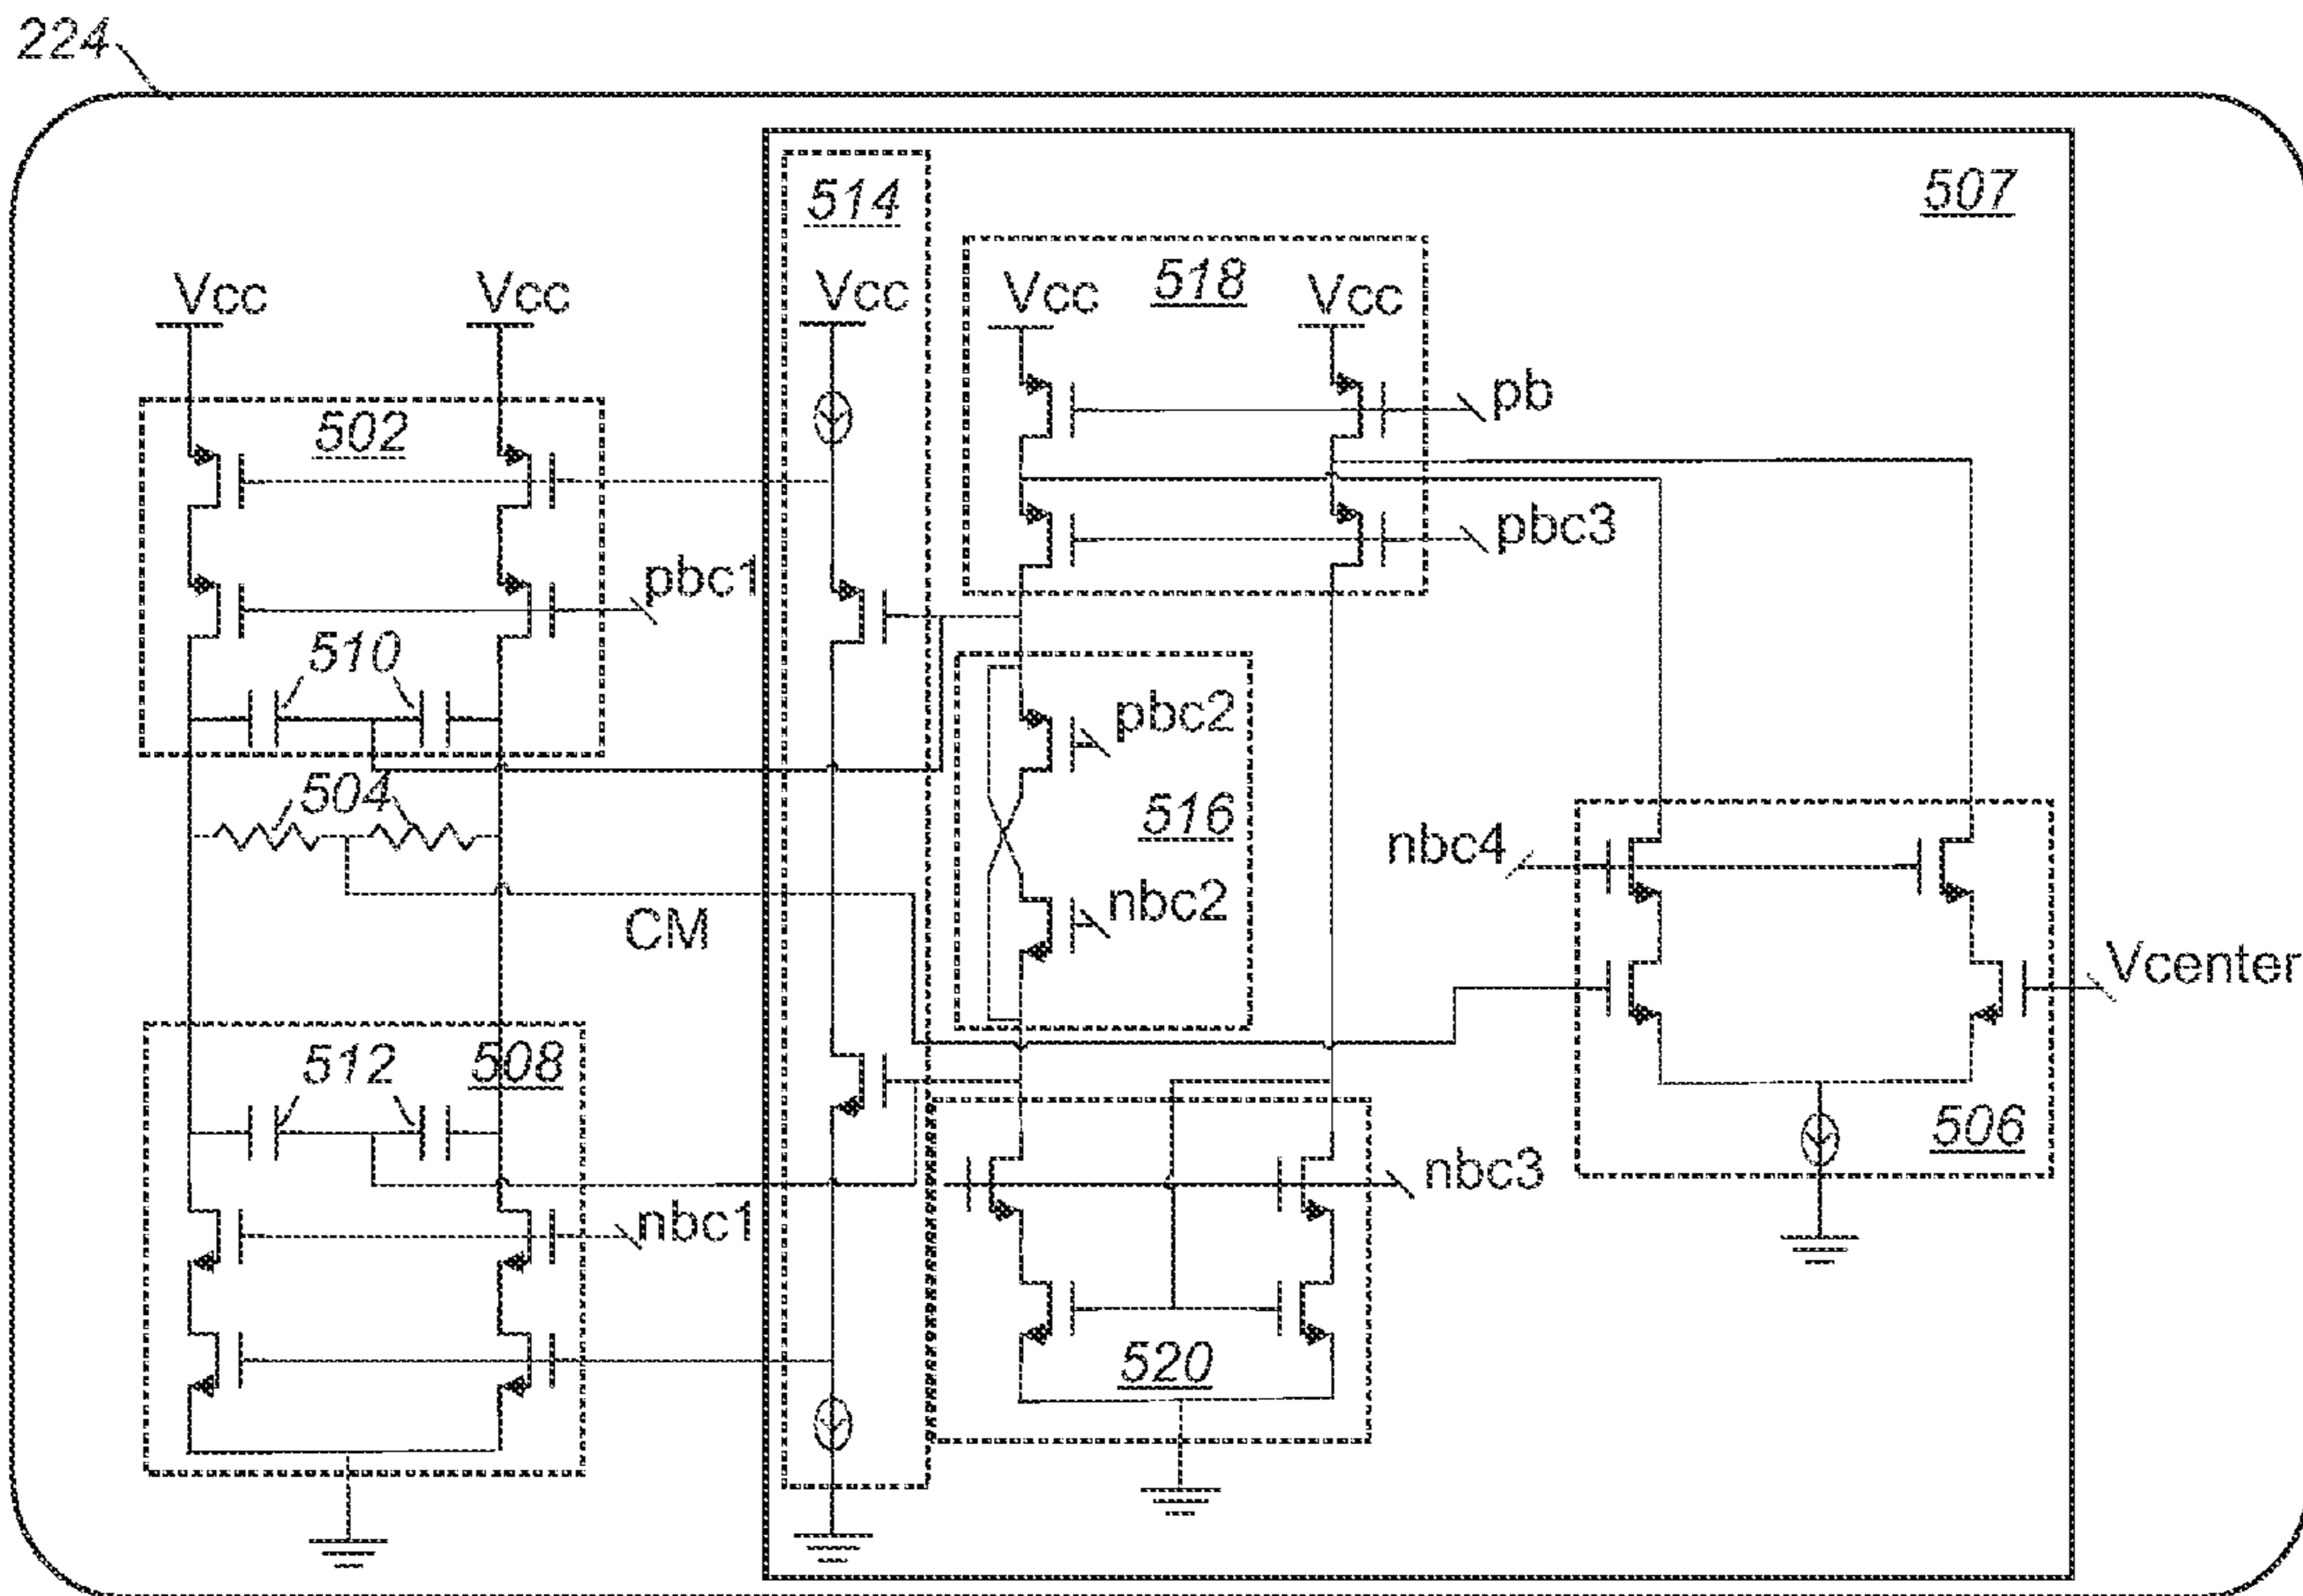 224
507
514
518
Vcc
Vcc
Vcc
Vcc
Vcc
pb
502
pbc3
pbc1
510
pbc2
504
516
nbc4
nbc2
CM
Vcenter
512
508
506
nbc3
nbc1
520